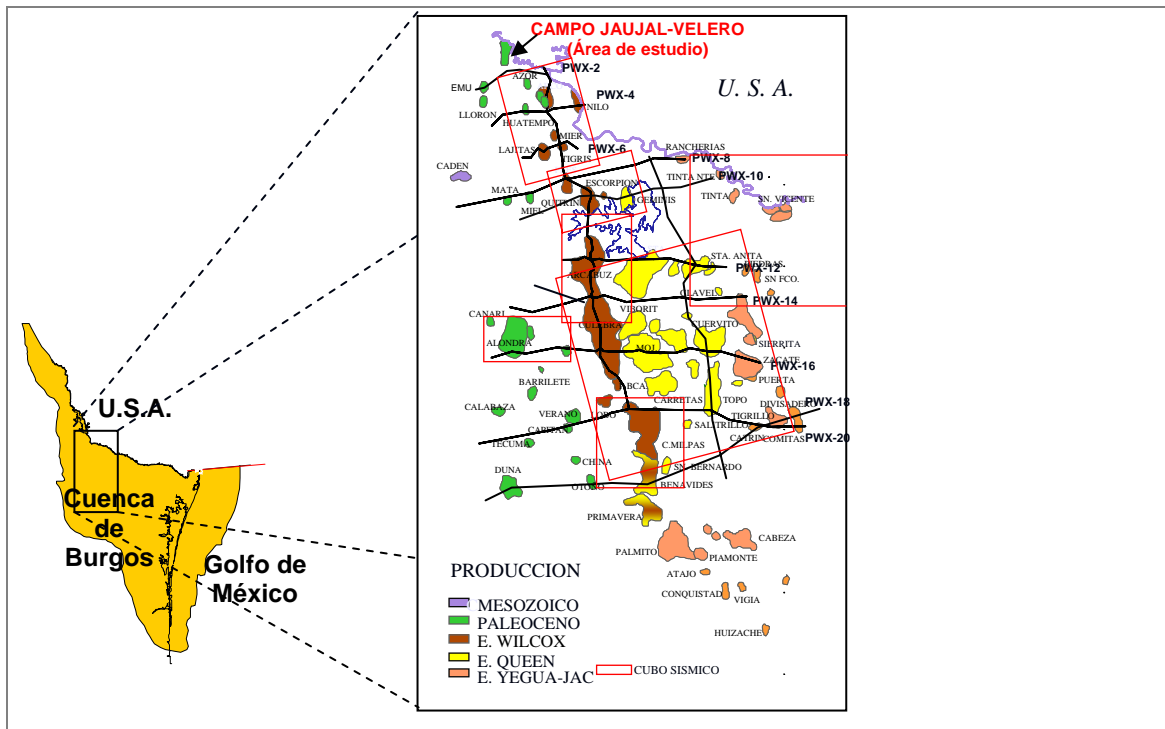 CAMPO JAUJAL-VELERO
(Área de estudio)
U. S. A.
PWX-2
AZOR
EMU
PWX-4
NILO
LLORON
HUATEMPO
MIER
PWX-6
LAJITAS
TIGRIS
RANCHERIAS
PWX-8
CADEN
ESCORPION
TINTA NTE
PWX-10
MATA
MIEL
QUITRIN
GEMINIS
TINTA
SN. VICENTE
STA. ANITA
PWX-12
ARCABUZ
SN FCO.
CLAVEL
PWX-14
VIBORIT
CANARI
CULEBRA
CUERVITO
ALONDRA
MOJ.
SIERRITA
ZACATE
PWX-16
BARRILETE
PUERTA
CARRETAS
TOPO
DIVISADERO
PWX-18
CALABAZA
VERANO
LOBO
TIGRILLO
CAPITAN
SALITRILLO
CATRIN
COMITAS
PWX-20
TECUMA
C.MILPAS
CHINA
SN. BERNARDO
DUNA
OTOÑO
BENAVIDES
PRIMAVERA
PALMITO
PIAMONTE
CABEZA
ATAJO
CONQUISTAD
VIGIA
HUIZACHE
PRODUCCION
MESOZOICO
PALEOCENO
E. WILCOX
E. QUEEN
E. YEGUA-JAC
CUBO SISMICO
U.S.A.
Cuenca
de
Burgos
Golfo de
México